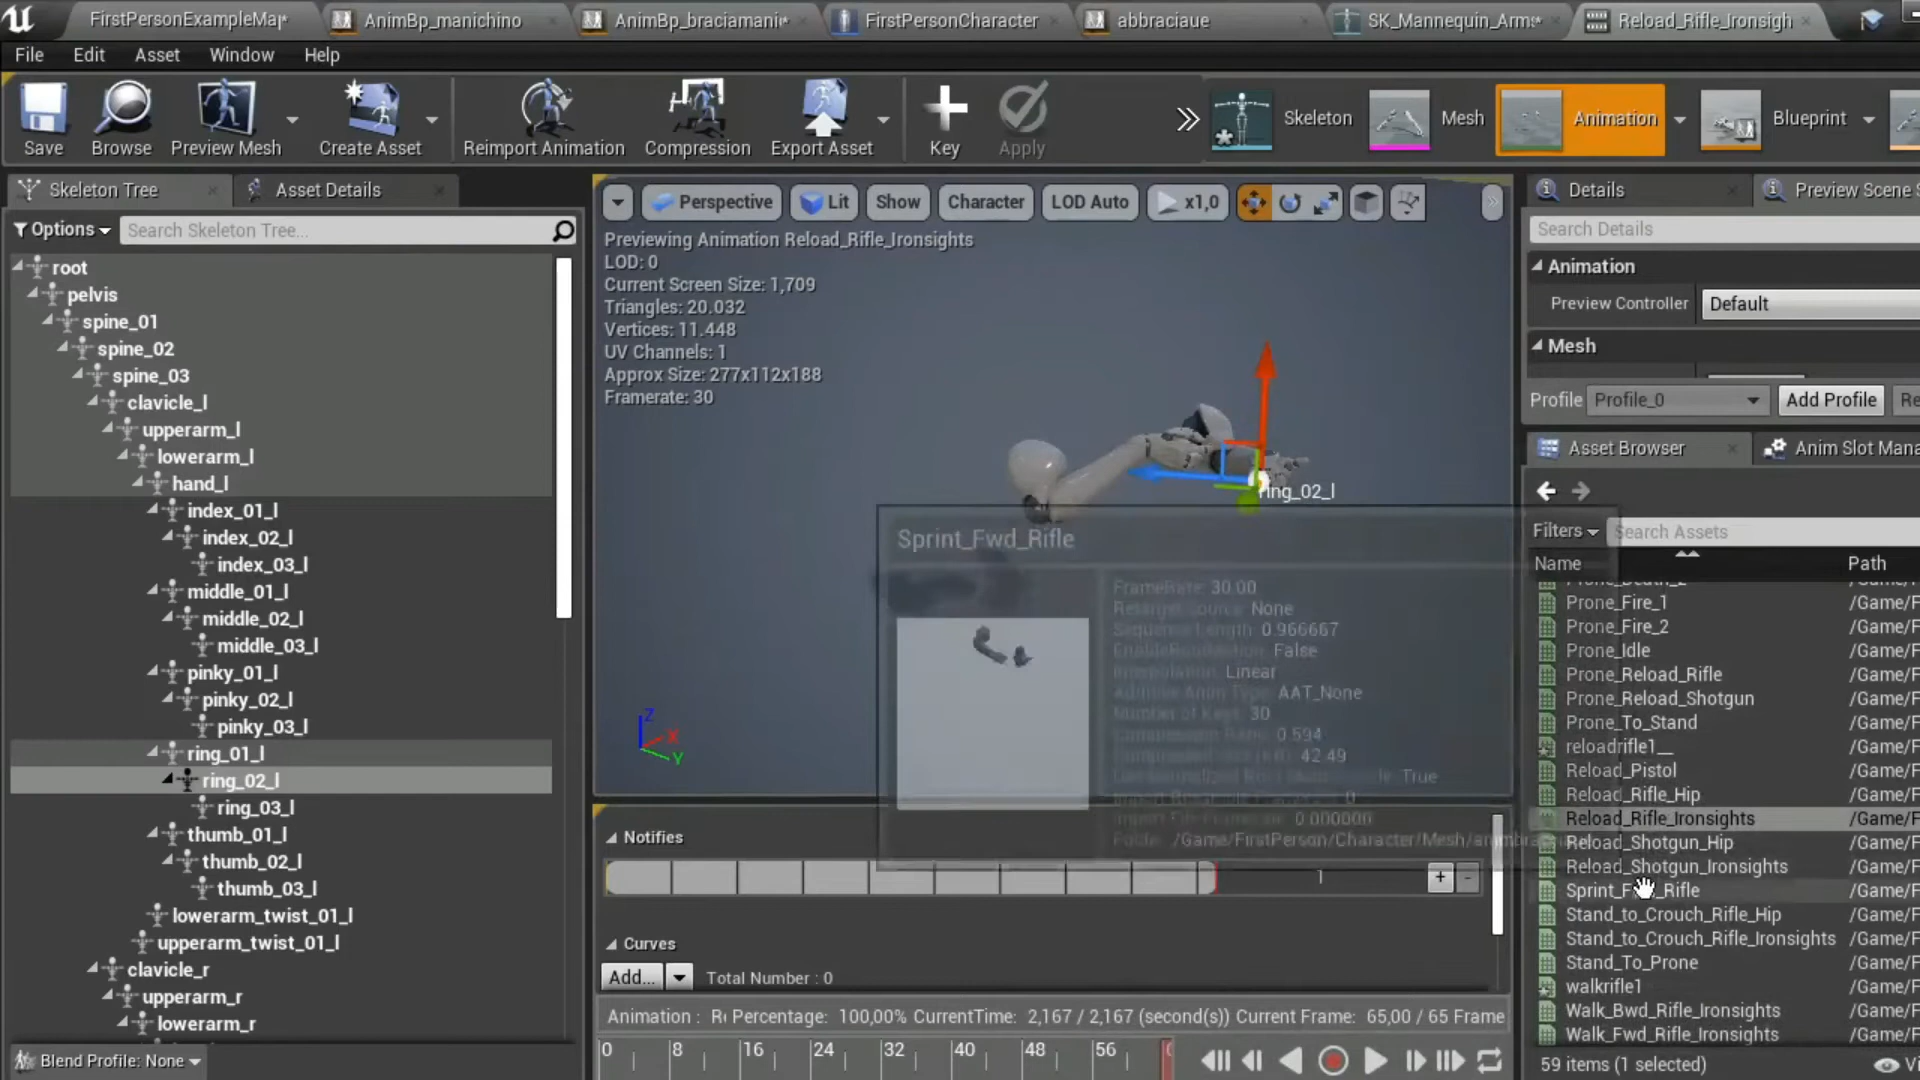 FirstPersonExampleMap*
AnimBp_manichino
AnimBp_braciamani*
FirstPersonCharacter
abbraciaue
SK_Mannequin_Arms*
Reload_Rifle_Ironsigh
File Edit Asset Window Help
Save
Browse
Preview Mesh
Create Asset
Reimport Animation
Compression
Export Asset
Key
Apply
Skeleton
Mesh
Animation
Blueprint
Skeleton Tree
Asset Details
Options
Search Skeleton Tree...
root
pelvis
spine_01
spine_02
spine_03
clavicle_l
upperarm_l
lowerarm_l
hand_l
index_01_l
index_02_l
index_03_l
middle_01_l
middle_02_l
middle_03_l
pinky_01_l
pinky_02_l
pinky_03_l
ring_01_l
ring_02_l
ring_03_l
thumb_01_l
thumb_02_l
thumb_03_l
lowerarm_twist_01_l
upperarm_twist_01_l
clavicle_r
upperarm_r
lowerarm_r
Blend Profile: None
Perspective
Lit
Show
Character
LOD Auto
x1,0
Previewing Animation Reload_Rifle_Ironsights
LOD: 0
Current Screen Size: 1,709
Triangles: 20.032
Vertices: 11.448
UV Channels: 1
Approx Size: 277x112x188
Framerate: 30
ring_02_l
Z
X
Y
Sprint_Fwd_Rifle
FrameRate: 30.00
Retarget Source: None
Sequence Length: 0.966667
EnableRootMotion: False
Interpolation: Linear
Additive Anim Type: AAT_None
Number of Keys: 30
0.594
42.49
True
0
0.000000
/Game/FirstPerson/Character/Mesh/
Notifies
1
+
-
Curves
Add...
Total Number : 0
Animation : Percentage: 100,00% CurrentTime: 2,167 / 2,167 (second(s)) Current Frame: 65,00 / 65 Frame
0 8 16 24 32 40 48 56
Details
Preview Scene S
Search Details
Animation
Preview Controller
Default
Mesh
Profile
Profile_0
Add Profile
Re
Asset Browser
Anim Slot Mana
Filters
Search Assets
Name
Path
Prone_Death_2
Prone_Fire_1 /Game/F
Prone_Fire_2 /Game/F
Prone_Idle /Game/F
Prone_Reload_Rifle /Game/F
Prone_Reload_Shotgun /Game/F
Prone_To_Stand /Game/F
reloadrifle1__ /Game/F
Reload_Pistol /Game/F
Reload_Rifle_Hip /Game/F
Reload_Rifle_Ironsights /Game/F
Reload_Shotgun_Hip /Game/F
Reload_Shotgun_Ironsights /Game/F
Sprint_Fwd_Rifle /Game/F
Stand_to_Crouch_Rifle_Hip /Game/F
Stand_to_Crouch_Rifle_Ironsights /Game/F
Stand_To_Prone /Game/F
walkrifle1 /Game/F
Walk_Bwd_Rifle_Ironsights /Game/F
Walk_Fwd_Rifle_Ironsights /Game/F
59 items (1 selected)
Vi